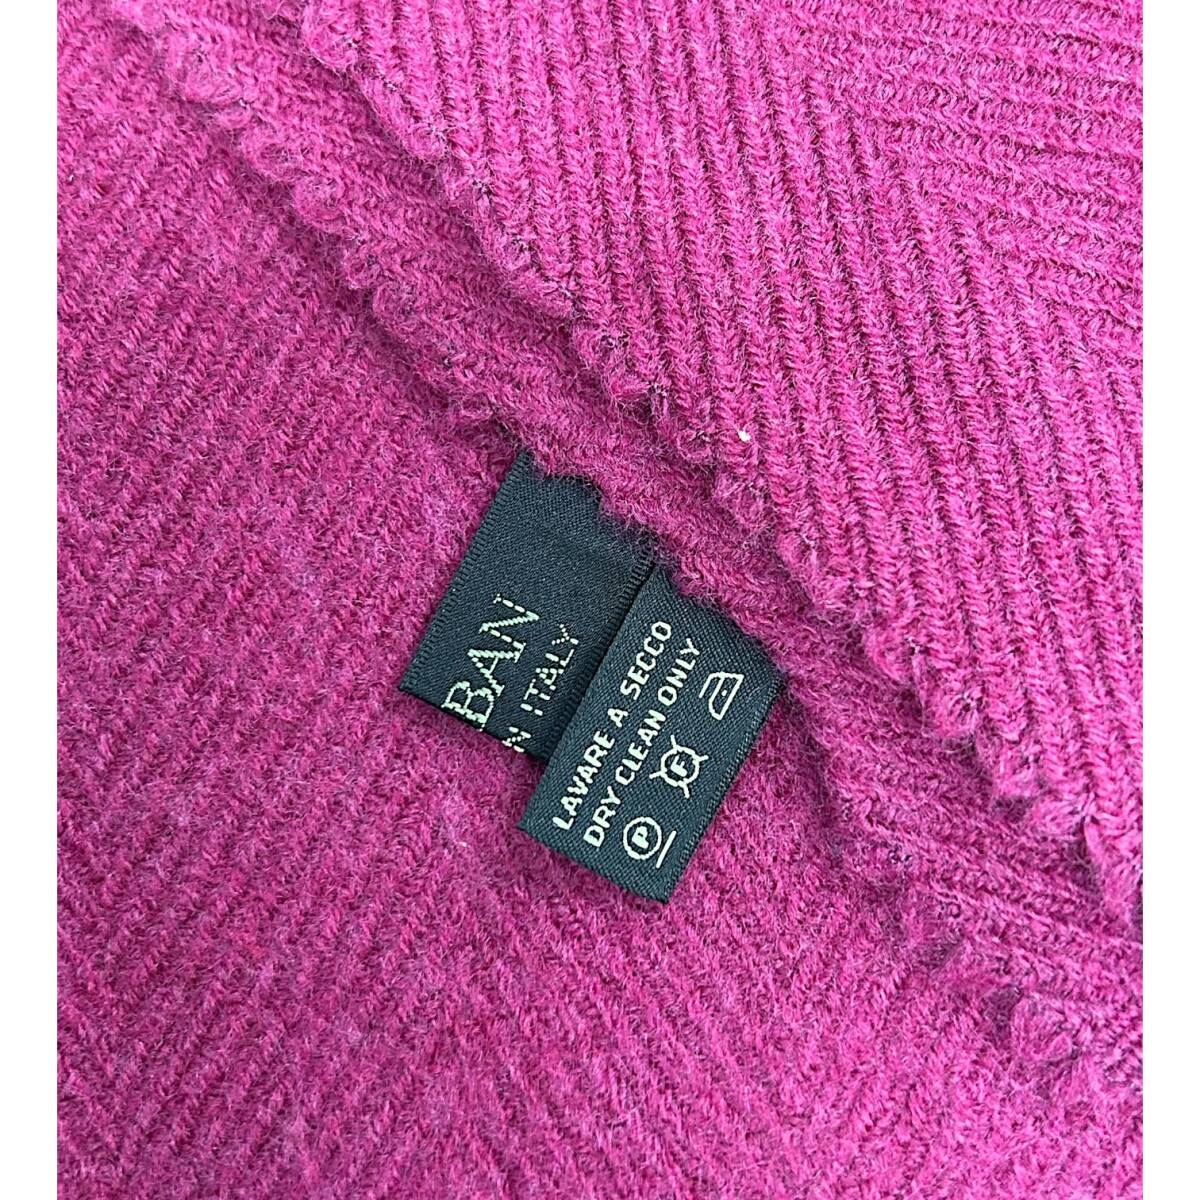 BAN
N ITALY
LAVARE A SECCO
DRY CLEAN ONLY
P F